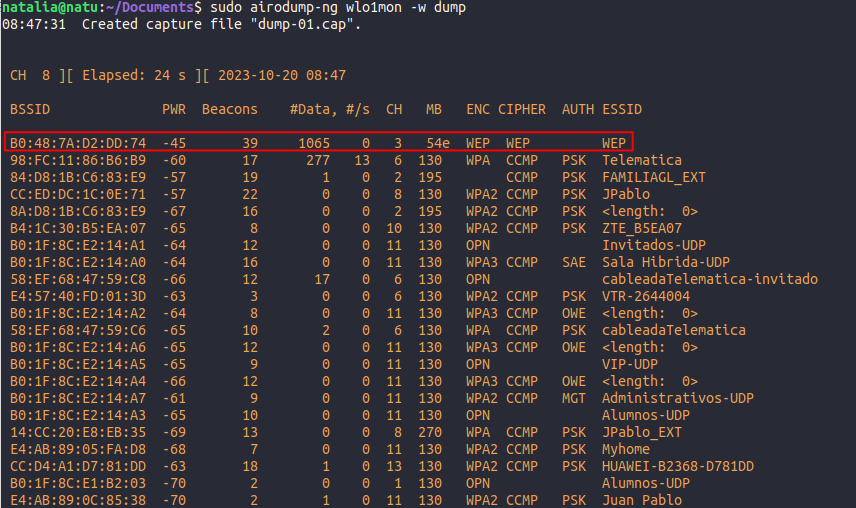 natalia@natu:~/Documents$ sudo airodump-ng wlo1mon -w dump
08:47:31  Created capture file "dump-01.cap".
CH  8 ][ Elapsed: 24 s ][ 2023-10-20 08:47
BSSID              PWR  Beacons    #Data, #/s  CH   MB   ENC CIPHER  AUTH ESSID
B0:48:7A:D2:DD:74  -45       39     1065    0   3   54e  WEP  WEP         WEP
98:FC:11:86:B6:B9  -60       17      277   13   6  130   WPA  CCMP   PSK  Telematica
84:D8:1B:C6:83:E9  -57       19        1    0   2  195        CCMP   PSK  FAMILIAGL_EXT
CC:ED:DC:1C:0E:71  -57       22        0    0   8  130   WPA2 CCMP   PSK  JPablo
8A:D8:1B:C6:83:E9  -67       16        0    0   2  195   WPA2 CCMP   PSK  <length:  0>
B4:1C:30:B5:EA:07  -65        8        0    0  10  130   WPA2 CCMP   PSK  ZTE_B5EA07
B0:1F:8C:E2:14:A1  -64       12        0    0  11  130   OPN              Invitados-UDP
B0:1F:8C:E2:14:A0  -64       16        0    0  11  130   WPA3 CCMP   SAE  Sala Hibrida-UDP
58:EF:68:47:59:C8  -66       12       17    0   6  130   OPN              cableadaTelematica-invitado
E4:57:40:FD:01:3D  -63        3        0    0   6  130   WPA2 CCMP   PSK  VTR-2644004
B0:1F:8C:E2:14:A2  -64        8        0    0  11  130   WPA3 CCMP   OWE  <length:  0>
58:EF:68:47:59:C6  -65       10        2    0   6  130   WPA  CCMP   PSK  cableadaTelematica
B0:1F:8C:E2:14:A6  -65       12        0    0  11  130   WPA3 CCMP   OWE  <length:  0>
B0:1F:8C:E2:14:A5  -65        9        0    0  11  130   OPN              VIP-UDP
B0:1F:8C:E2:14:A4  -66       12        0    0  11  130   WPA3 CCMP   OWE  <length:  0>
B0:1F:8C:E2:14:A7  -61        9        0    0  11  130   WPA2 CCMP   MGT  Administrativos-UDP
B0:1F:8C:E2:14:A3  -65       10        0    0  11  130   OPN              Alumnos-UDP
14:CC:20:E8:EB:35  -69       13        0    0   8  270   WPA  CCMP   PSK  JPablo_EXT
E4:AB:89:05:FA:D8  -68        7        0    0  11  130   WPA2 CCMP   PSK  Myhome
CC:D4:A1:D7:81:DD  -63       18        1    0  13  130   WPA2 CCMP   PSK  HUAWEI-B2368-D781DD
B0:1F:8C:E1:B2:03  -70        2        0    0   1  130   OPN              Alumnos-UDP
E4:AB:89:0C:85:38  -70        2        1    0  11  130   WPA2 CCMP   PSK  Juan Pablo